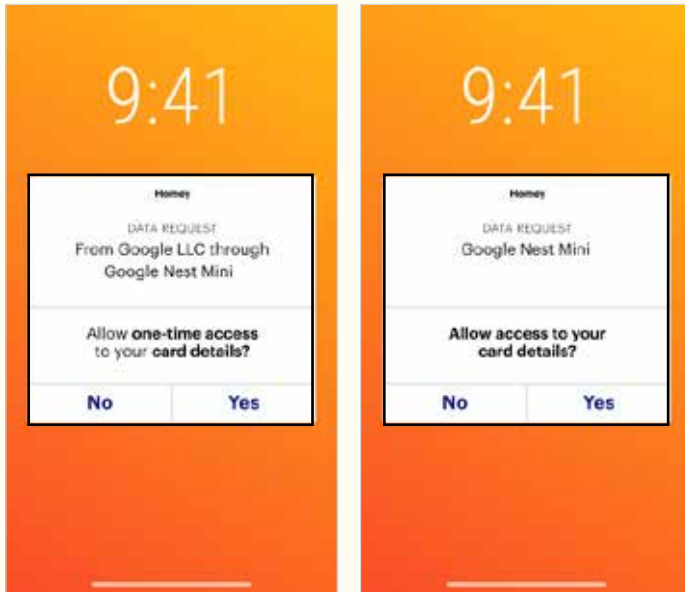 9:41
Homey
DATA REQUEST
From Google LLC through
Google Nest Mini
Allow one-time access
to your card details?
No Yes
9:41
Homey
DATA REQUEST
Google Nest Mini
Allow access to your
card details?
No Yes